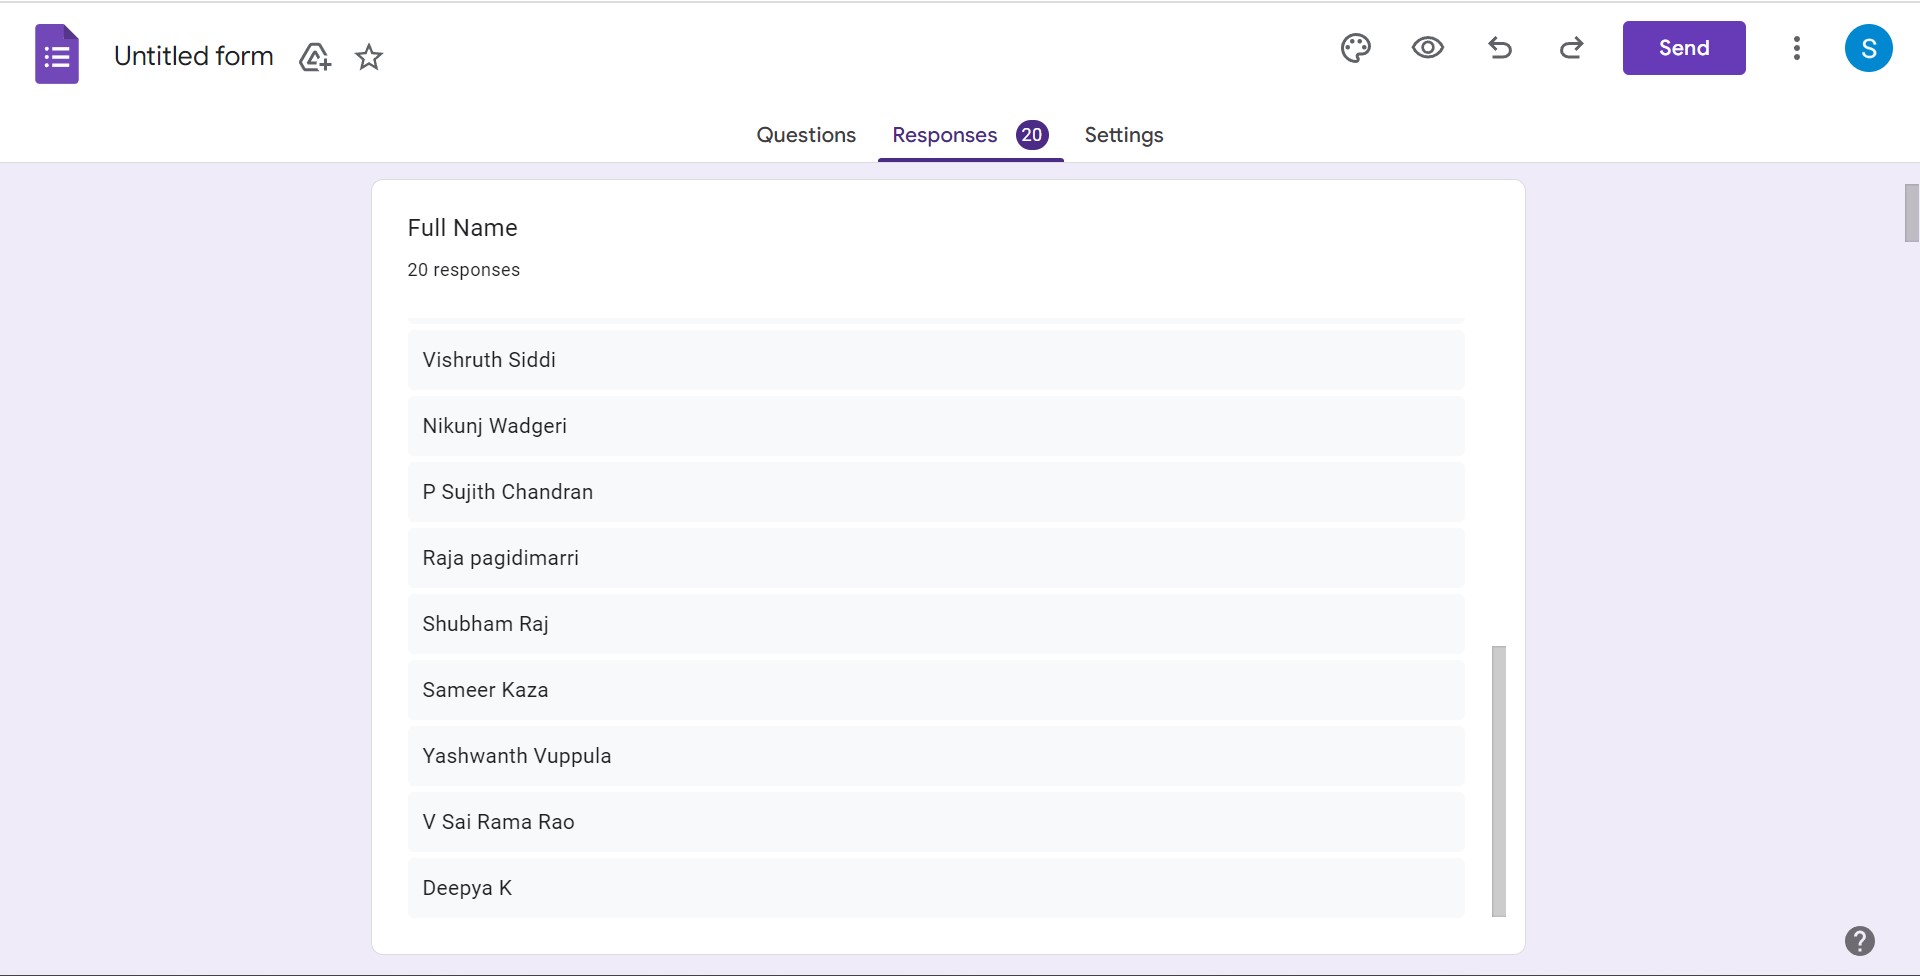 Untitled form
Send
S
Questions
Responses 20
Settings
Full Name
20 responses
Vishruth Siddi
Nikunj Wadgeri
P Sujith Chandran
Raja pagidimarri
Shubham Raj
Sameer Kaza
Yashwanth Vuppula
V Sai Rama Rao
Deepya K
?